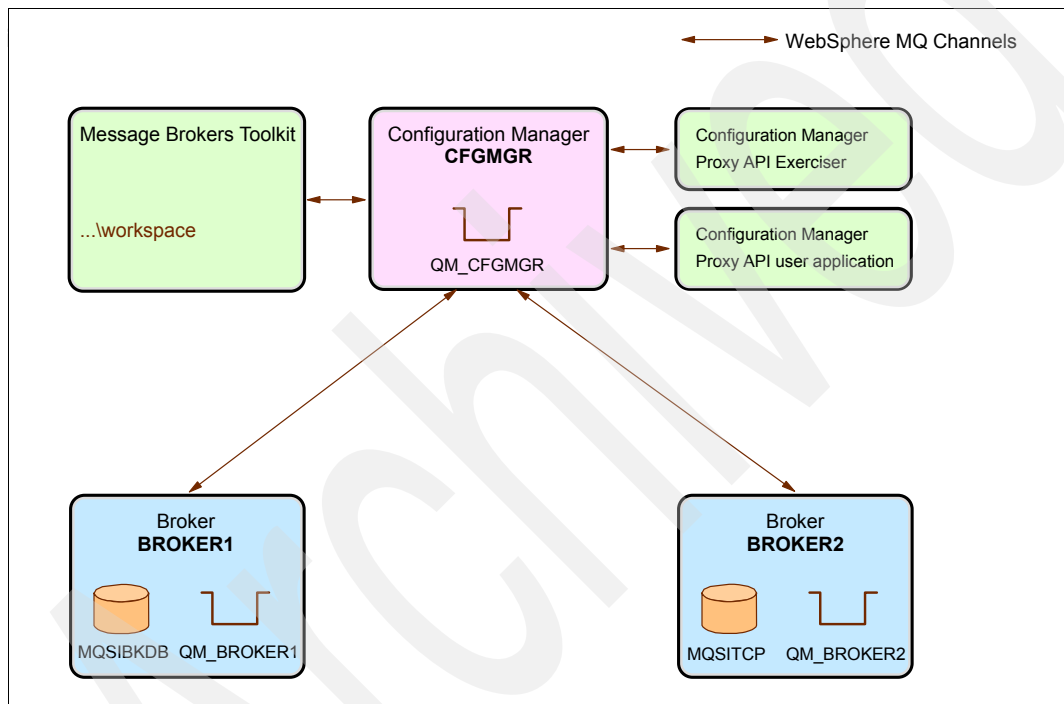 WebSphere MQ Channels
Message Brokers Toolkit
...\workspace
Configuration Manager
CFGMGR
QM_CFGMGR
Configuration Manager
Proxy API Exerciser
Configuration Manager
Proxy API user application
Broker
BROKER1
MQSIBKDB
QM_BROKER1
Broker
BROKER2
MQSITCP
QM_BROKER2
Archived